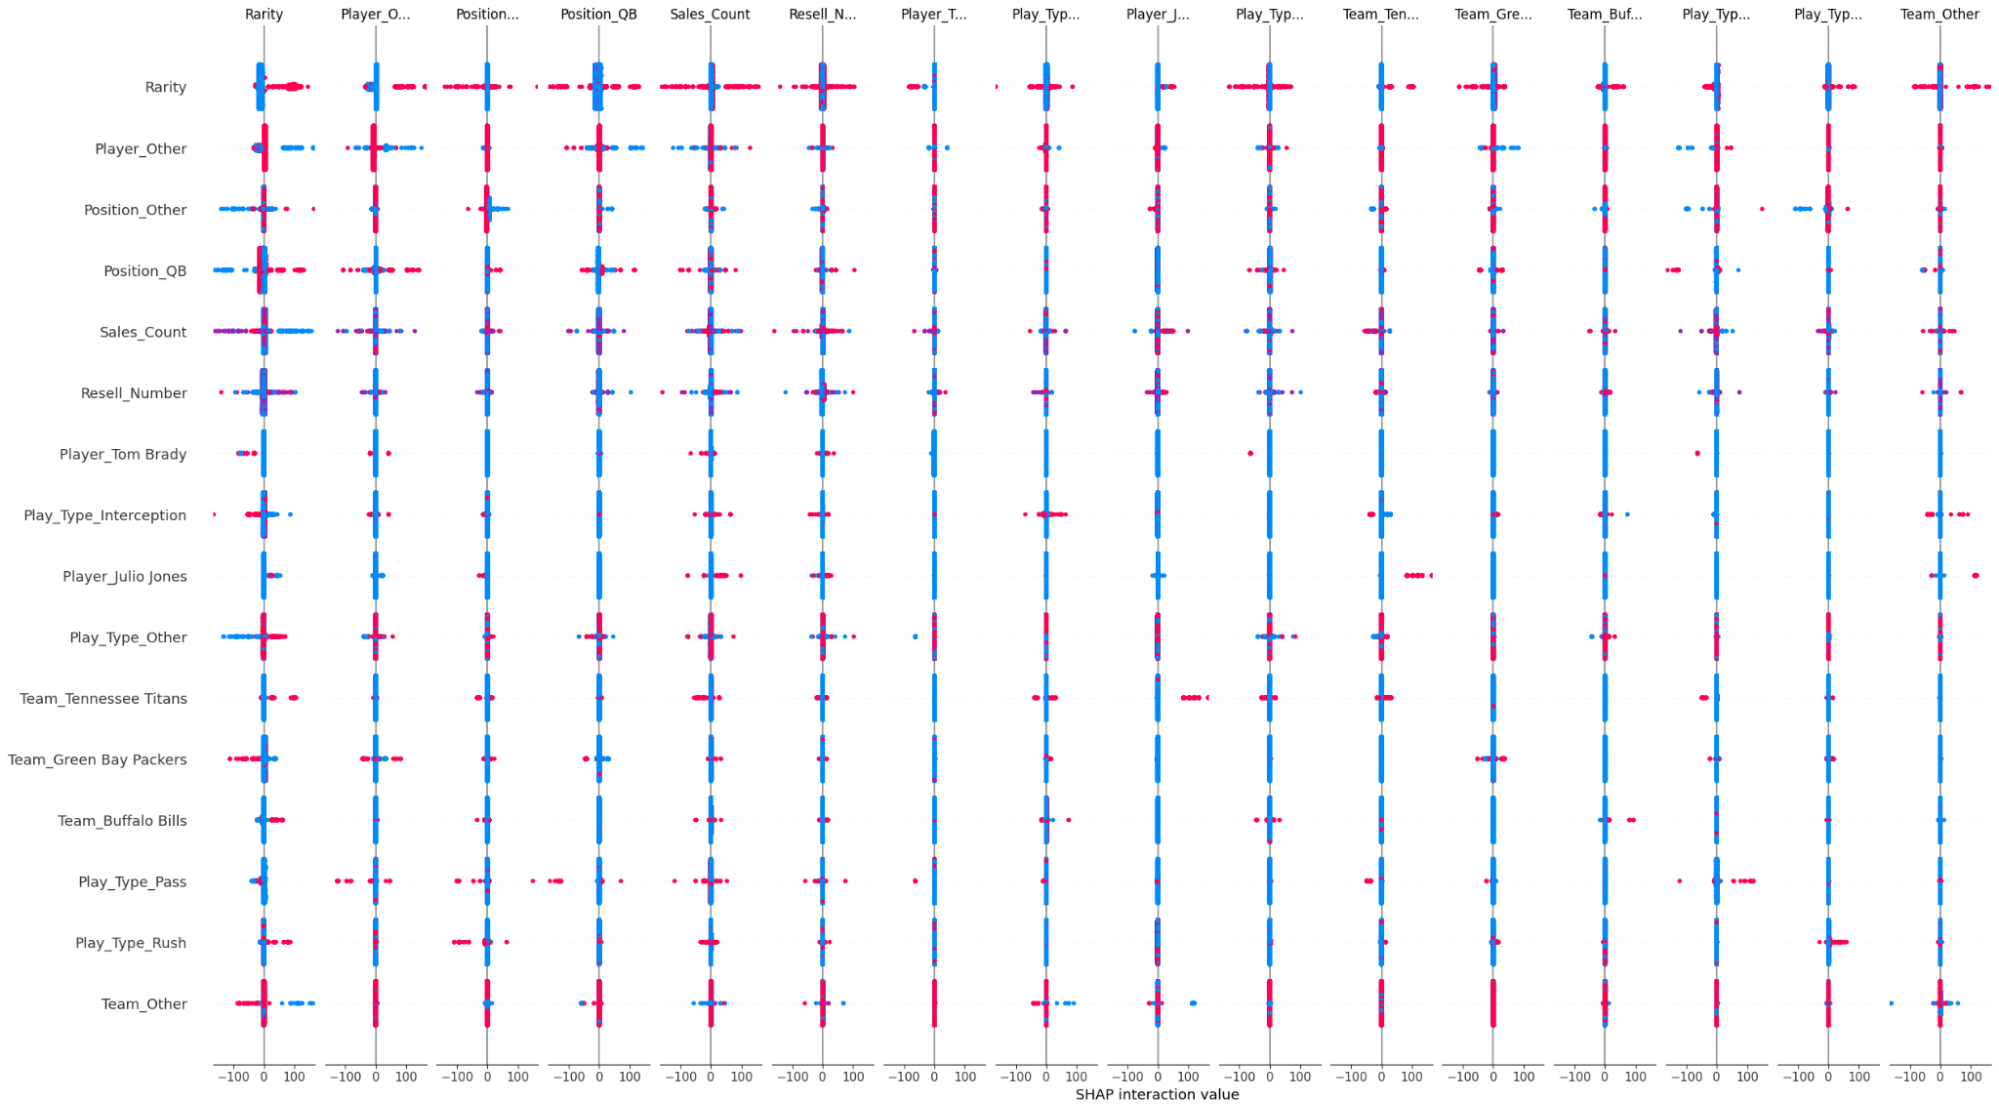 Rarity Player_O... Position... Position_QB Sales_Count Resell_N... Player_T... Play_Typ... Player_J... Play_Typ... Team_Ten... Team_Gre... Team_Buf... Play_Typ... Play_Typ... Team_Other
Rarity
Player_Other
Position_Other
Position_QB
Sales_Count
Resell_Number
Player_Tom Brady
Play_Type_Interception
Player_Julio Jones
Play_Type_Other
Team_Tennessee Titans
Team_Green Bay Packers
Team_Buffalo Bills
Play_Type_Pass
Play_Type_Rush
Team_Other
−100 0 100 −100 0 100 −100 0 100 −100 0 100 −100 0 100 −100 0 100 −100 0 100 −100 0 100 −100 0 100 −100 0 100 −100 0 100 −100 0 100 −100 0 100 −100 0 100 −100 0 100 −100 0 100
SHAP interaction value